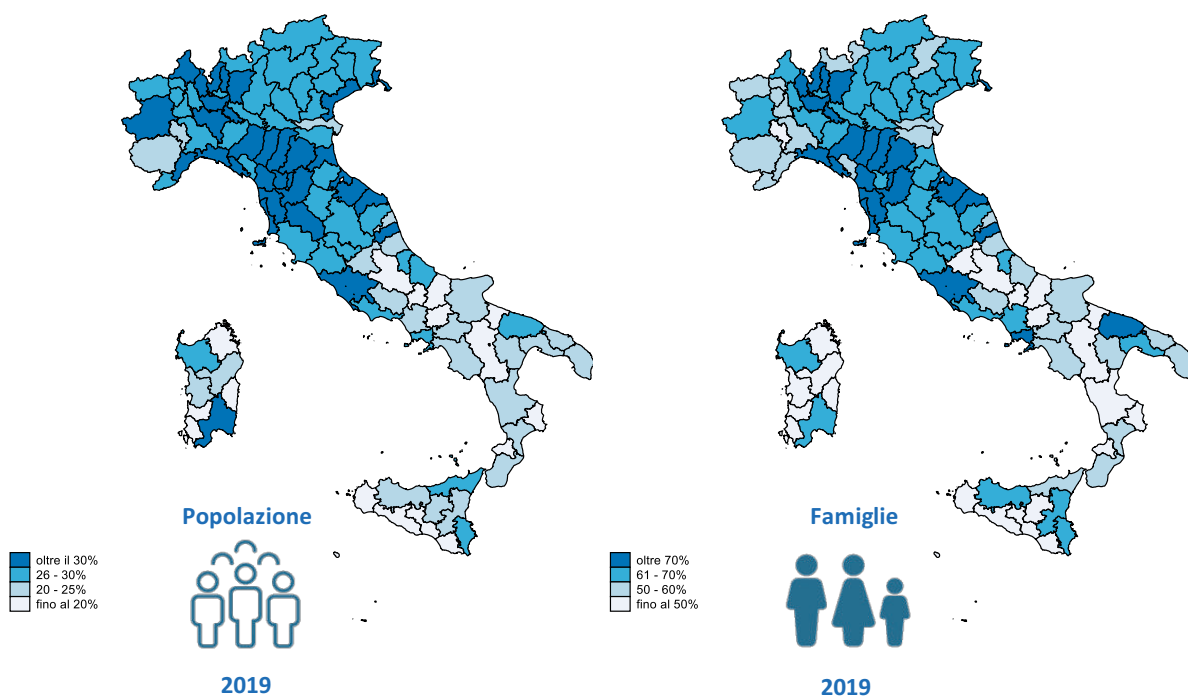 Popolazione
oltre il 30%
26 - 30%
20 - 25%
fino al 20%
2019
Famiglie
oltre 70%
61 - 70%
50 - 60%
fino al 50%
2019